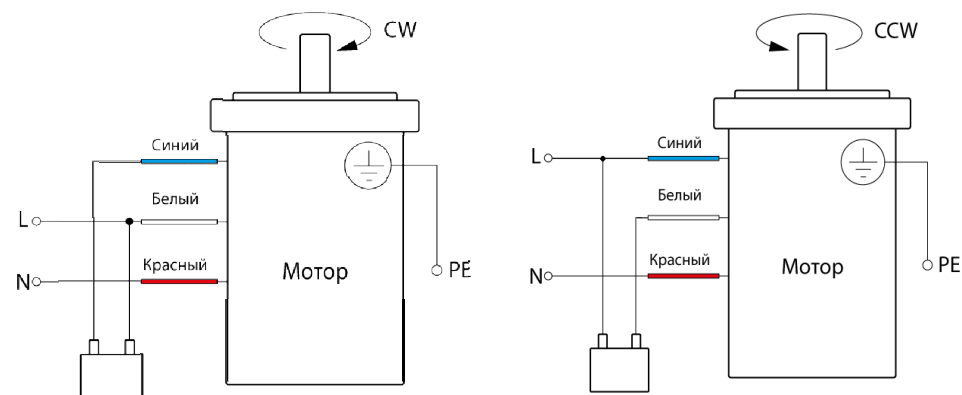 CW
Синий
Белый
L
Красный
N
Мотор
PE
CCW
Синий
L
Белый
Красный
N
Мотор
PE